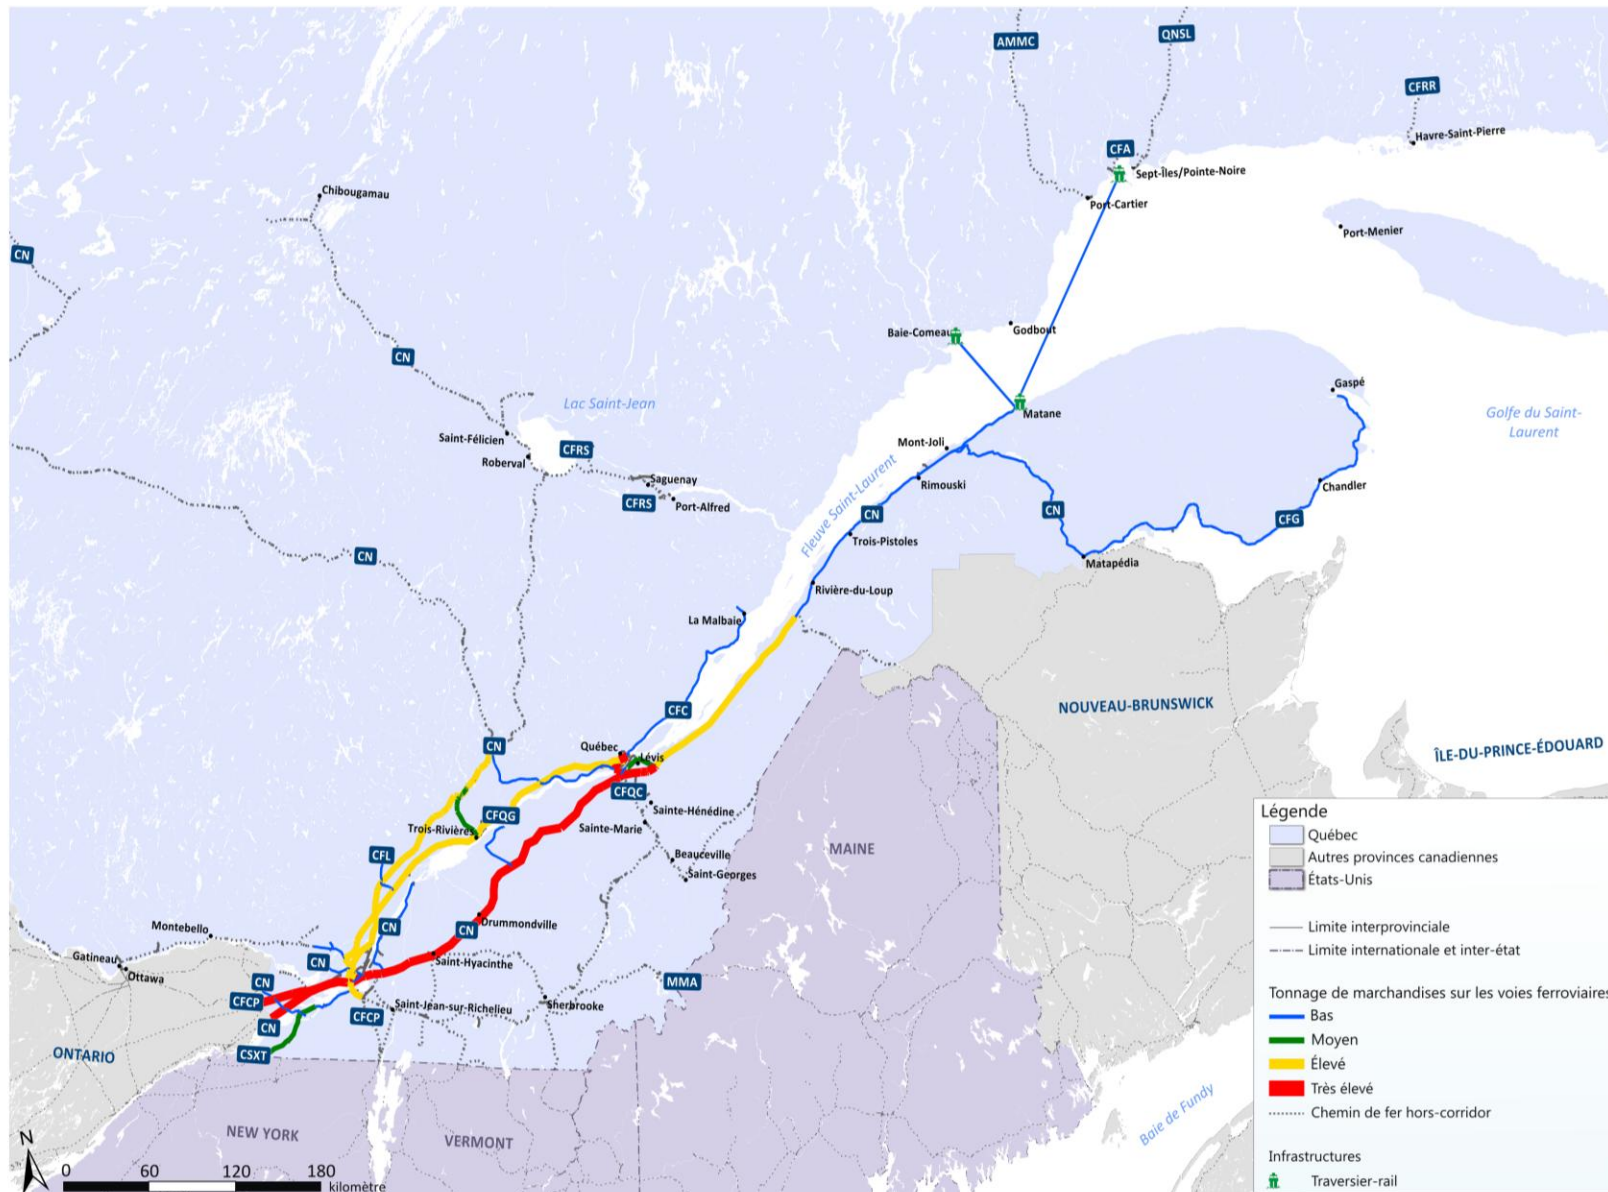 AMMC
QNSL
CFRR
Havre-Saint-Pierre
CFA
Sept-Îles/Pointe-Noire
Chibougamau
Port-Cartier
Port-Menier
CN
Baie-Comeau
Godbout
CN
Gaspé
Lac Saint-Jean
Matane
Golfe du Saint-
Laurent
Saint-Félicien
Mont-Joli
CFRS
Roberval
Saguenay
Rimouski
Chandler
CFRS
Port-Alfred
Fleuve Saint-Laurent
CN
CN
CFG
Trois-Pistoles
CN
Matapédia
Rivière-du-Loup
La Malbaie
CFC
NOUVEAU-BRUNSWICK
CN
Québec
Lévis
ÎLE-DU-PRINCE-ÉDOUARD
CFQC
Sainte-Hénédine
CFQG
Trois-Rivières
Sainte-Marie
MAINE
CFL
Beauceville
Saint-Georges
Drummondville
CN
CN
Montebello
Gatineau
Ottawa
CN
Saint-Hyacinthe
CN
MMA
CFCP
Saint-Jean-sur-Richelieu
Sherbrooke
CFCP
CN
CSXT
ONTARIO
Baie de Fundy
NEW YORK
VERMONT
N
0 60 120 180
kilomètre
Légende
Québec
Autres provinces canadiennes
États-Unis
Limite interprovinciale
Limite internationale et inter-état
Tonnage de marchandises sur les voies ferroviaires
Bas
Moyen
Élevé
Très élevé
Chemin de fer hors-corridor
Infrastructures
Traversier-rail